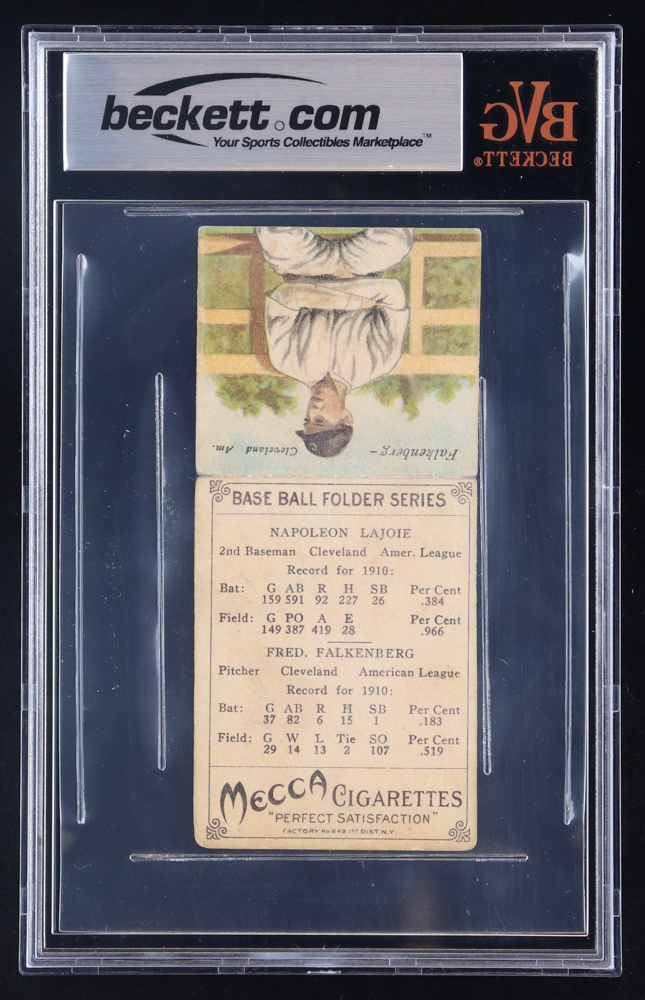 beckett.com
Your Sports Collectibles Marketplace™
BVG
BECKETT®
Falkenberg – Cleveland Am.
BASE BALL FOLDER SERIES
NAPOLEON LAJOIE
2nd Baseman Cleveland Amer. League
Record for 1910:
Bat: G AB R H SB Per Cent
159 591 92 227 26 .384
Field: G PO A E Per Cent
149 387 419 28 .966
FRED. FALKENBERG
Pitcher Cleveland American League
Record for 1910:
Bat: G AB R H SB Per Cent
37 82 6 15 1 .183
Field: G W L Tie SO Per Cent
29 14 13 2 107 .519
MECCA CIGARETTES
"PERFECT SATISFACTION"
FACTORY No. 649 1ST DIST. N.Y.